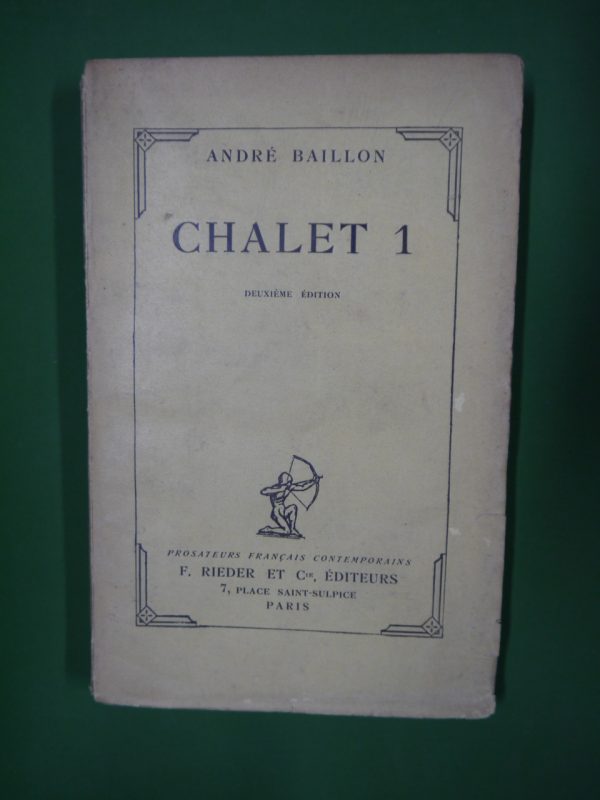 ANDRÉ BAILLON
CHALET 1
DEUXIÈME ÉDITION
PROSATEURS FRANÇAIS CONTEMPORAINS
F. RIEDER ET Cie, ÉDITEURS
7, PLACE SAINT-SULPICE
PARIS